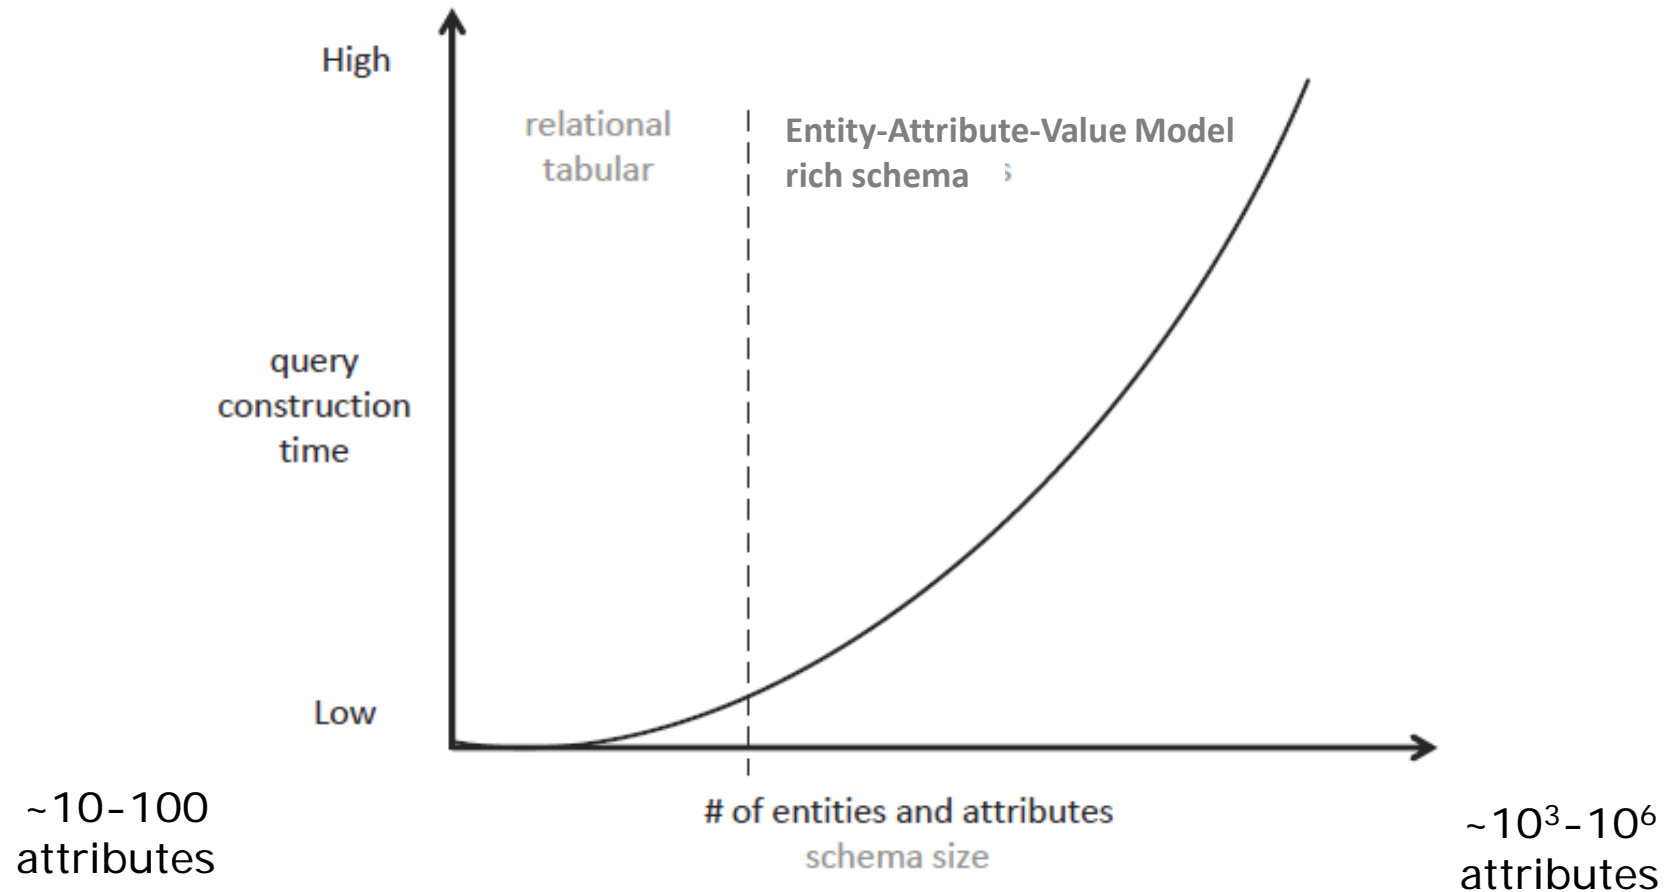 High
relational
tabular
Entity-Attribute-Value Model
rich schema s
query
construction
time
Low
~10-100
attributes
# of entities and attributes
schema size
~10³-10⁶
attributes